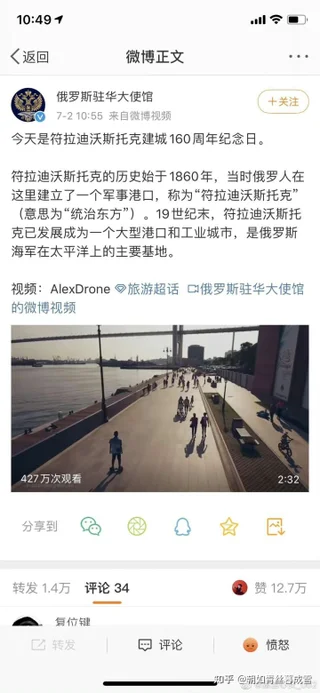 10:49
返回
微博正文
俄罗斯驻华大使馆
7-2 10:55 来自微博视频
+关注
今天是符拉迪沃斯托克建城160周年纪念日。
符拉迪沃斯托克的历史始于1860年，当时俄罗人在
这里建立了一个军事港口，称为“符拉迪沃斯托克”
（意思为“统治东方”）。19世纪末，符拉迪沃斯托
克已发展成为一个大型港口和工业城市，是俄罗斯
海军在太平洋上的主要基地。
视频：AlexDrone 旅游超话 俄罗斯驻华大使馆
的微博视频
427万次观看
2:32
分享到
转发 1.4万 评论 34 赞 12.7万
复位键
转发 评论 愤怒
知乎 @朝如青丝暮成雪